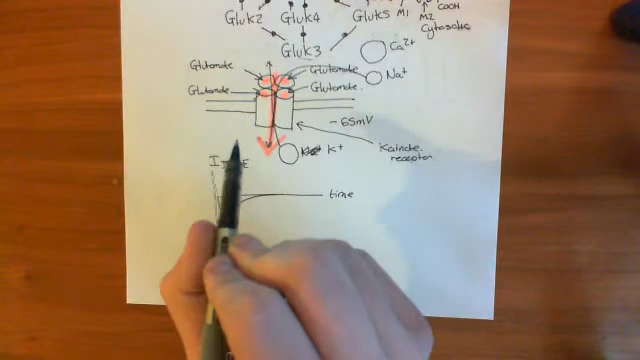 GluK2 GluK4 GluK5 M1 M2 COOH
Cytosolic
GluK3
Ca2+
Glutamate Glutamate Na+
Glutamate Glutamate.
-65mV
K+ Kainate
receptor
time